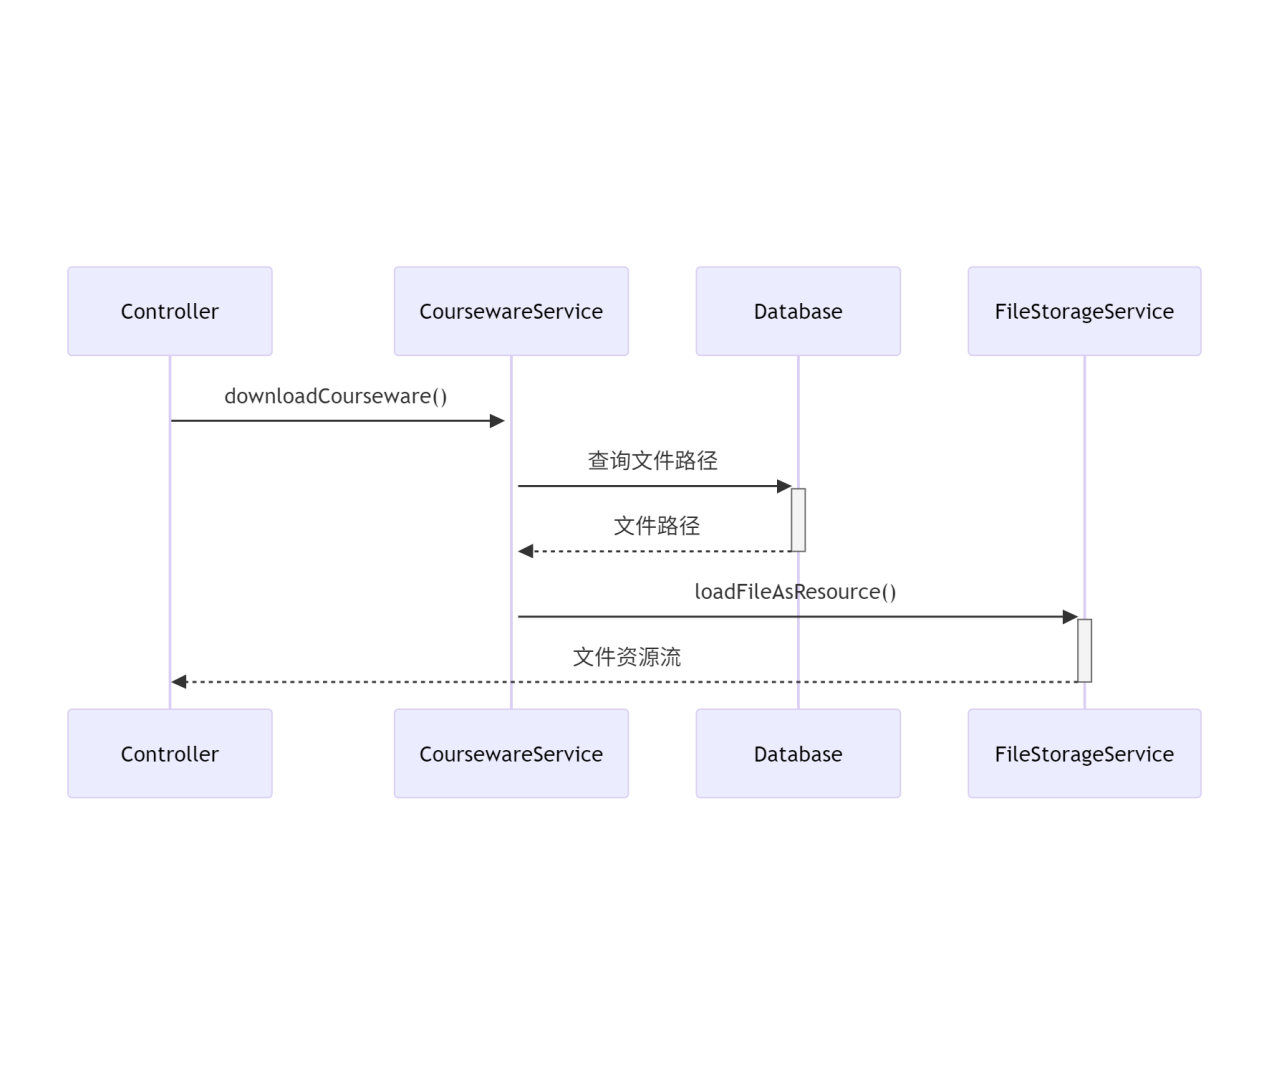 Controller
CoursewareService
Database
FileStorageService
downloadCourseware()
查询文件路径
文件路径
loadFileAsResource()
文件资源流
Controller
CoursewareService
Database
FileStorageService